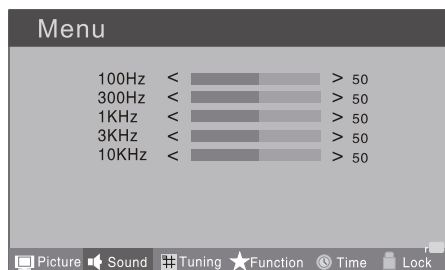 Menu
100Hz < > 50
300Hz < > 50
1KHz < > 50
3KHz < > 50
10KHz < > 50
Picture Sound Tuning Function Time Lock